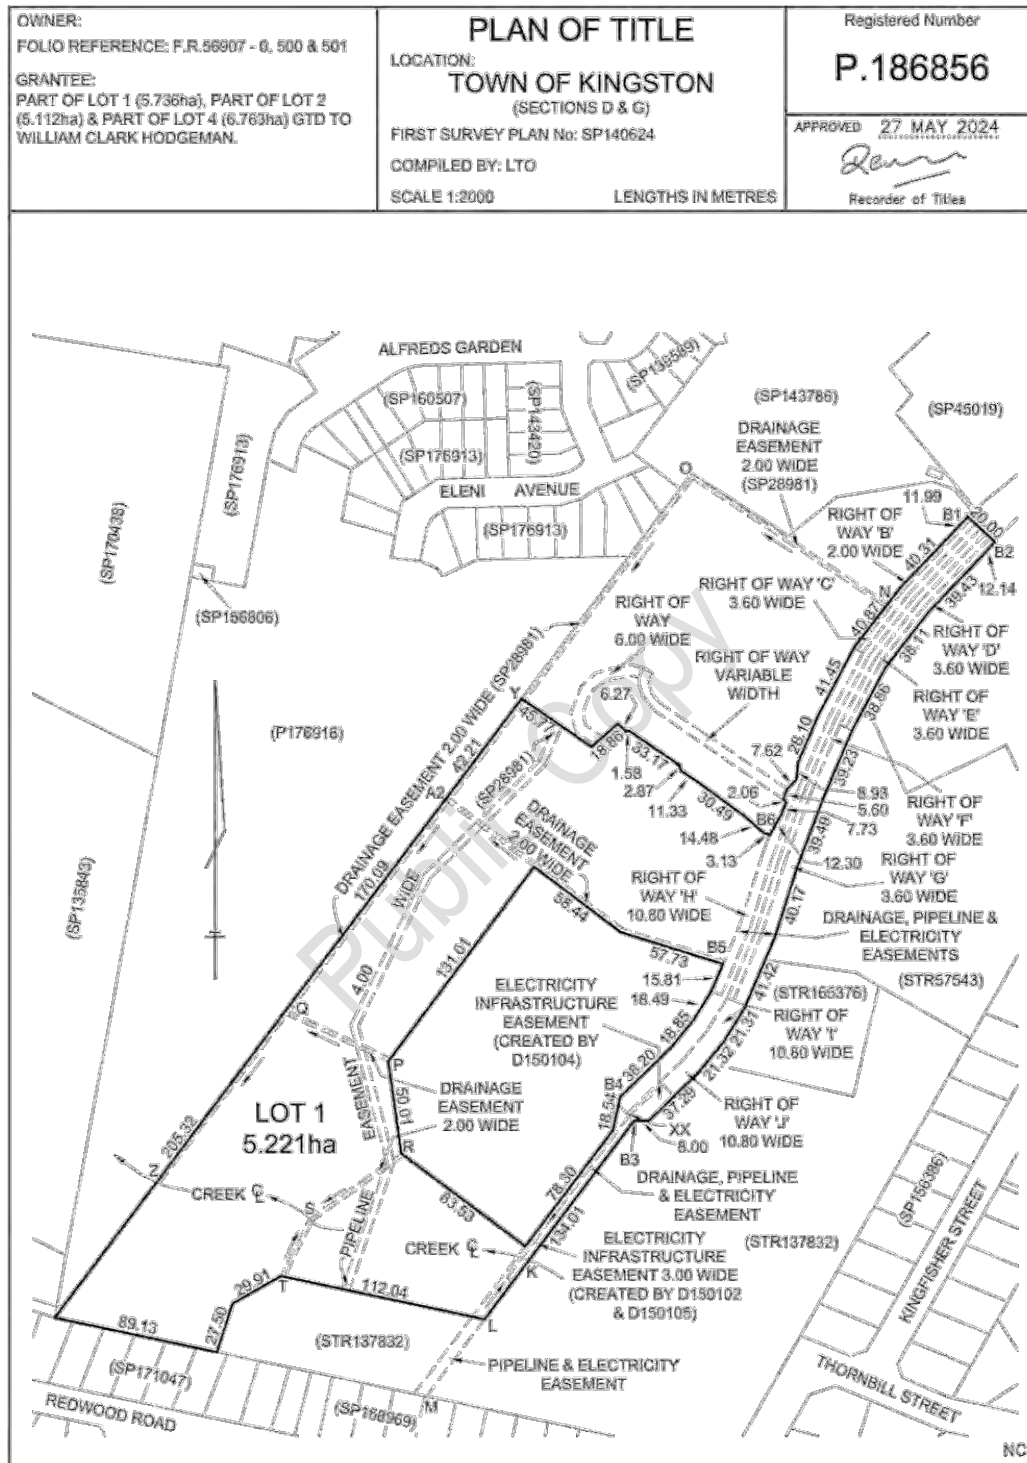 OWNER:
FOLIO REFERENCE: F.R.56907 - 0, 500 & 501
GRANTEE:
PART OF LOT 1 (5.736ha), PART OF LOT 2
(5.112ha) & PART OF LOT 4 (6.763ha) GTD TO
WILLIAM CLARK HODGEMAN.
PLAN OF TITLE
LOCATION:
TOWN OF KINGSTON
(SECTIONS D & G)
FIRST SURVEY PLAN No: SP140624
COMPILED BY: LTO
SCALE 1:2000
LENGTHS IN METRES
Registered Number
P.186856
APPROVED 27 MAY 2024
Recorder of Titles
ALFREDS GARDEN
(SP160507)
(SP143420)
(SP138589)
(SP143786)
(SP45019)
(SP176913)
(SP176913)
ELENI AVENUE
(SP176913)
(SP170438)
(SP156806)
(P176916)
(SP135843)
DRAINAGE
EASEMENT
2.00 WIDE
(SP28981)
O
11.99
B1
20.00
B2
12.14
RIGHT OF
WAY 'B'
2.00 WIDE
40.31
39.43
N
RIGHT OF WAY 'C'
3.60 WIDE
40.87
38.11
RIGHT OF
WAY 'D'
3.60 WIDE
RIGHT OF
WAY
6.00 WIDE
RIGHT OF WAY
VARIABLE
WIDTH
41.45
38.86
RIGHT OF
WAY 'E'
3.60 WIDE
6.27
Y
45.77
18.86
33.17
1.58
2.87
11.33
30.49
28.10
7.62
39.23
8.93
5.60
7.73
2.06
B6
14.48
3.13
39.49
12.30
RIGHT OF
WAY 'F'
3.60 WIDE
RIGHT OF
WAY 'G'
3.60 WIDE
DRAINAGE EASEMENT 2.00 WIDE (SP28981)
42.21
A2
(SP28981)
170.09
WIDE
4.00
EASEMENT
DRAINAGE
EASEMENT
2.00 WIDE
58.44
57.73
131.01
RIGHT OF
WAY 'H'
10.80 WIDE
40.17
DRAINAGE, PIPELINE &
ELECTRICITY
EASEMENTS
B5
15.81
18.49
18.85
38.20
41.42
(STR165376)
(STR57543)
RIGHT OF
WAY 'I'
10.80 WIDE
21.31
21.32
ELECTRICITY
INFRASTRUCTURE
EASEMENT
(CREATED BY
D150104)
Q
P
50.01
R
DRAINAGE
EASEMENT
2.00 WIDE
B4
18.54
37.29
XX
8.00
B3
RIGHT OF
WAY 'J'
10.80 WIDE
LOT 1
5.221ha
205.32
Z
CREEK
S
PIPELINE
83.53
78.30
134.01
CREEK
K
DRAINAGE, PIPELINE
& ELECTRICITY
EASEMENT
ELECTRICITY
INFRASTRUCTURE
EASEMENT 3.00 WIDE
(CREATED BY D150102
& D150105)
(STR137832)
(SP156386)
KINGFISHER STREET
29.91
T
112.04
L
89.13
27.50
(STR137832)
(SP171047)
PIPELINE & ELECTRICITY
EASEMENT
M
(SP168969)
REDWOOD ROAD
THORNBILL STREET
NC
Public Copy